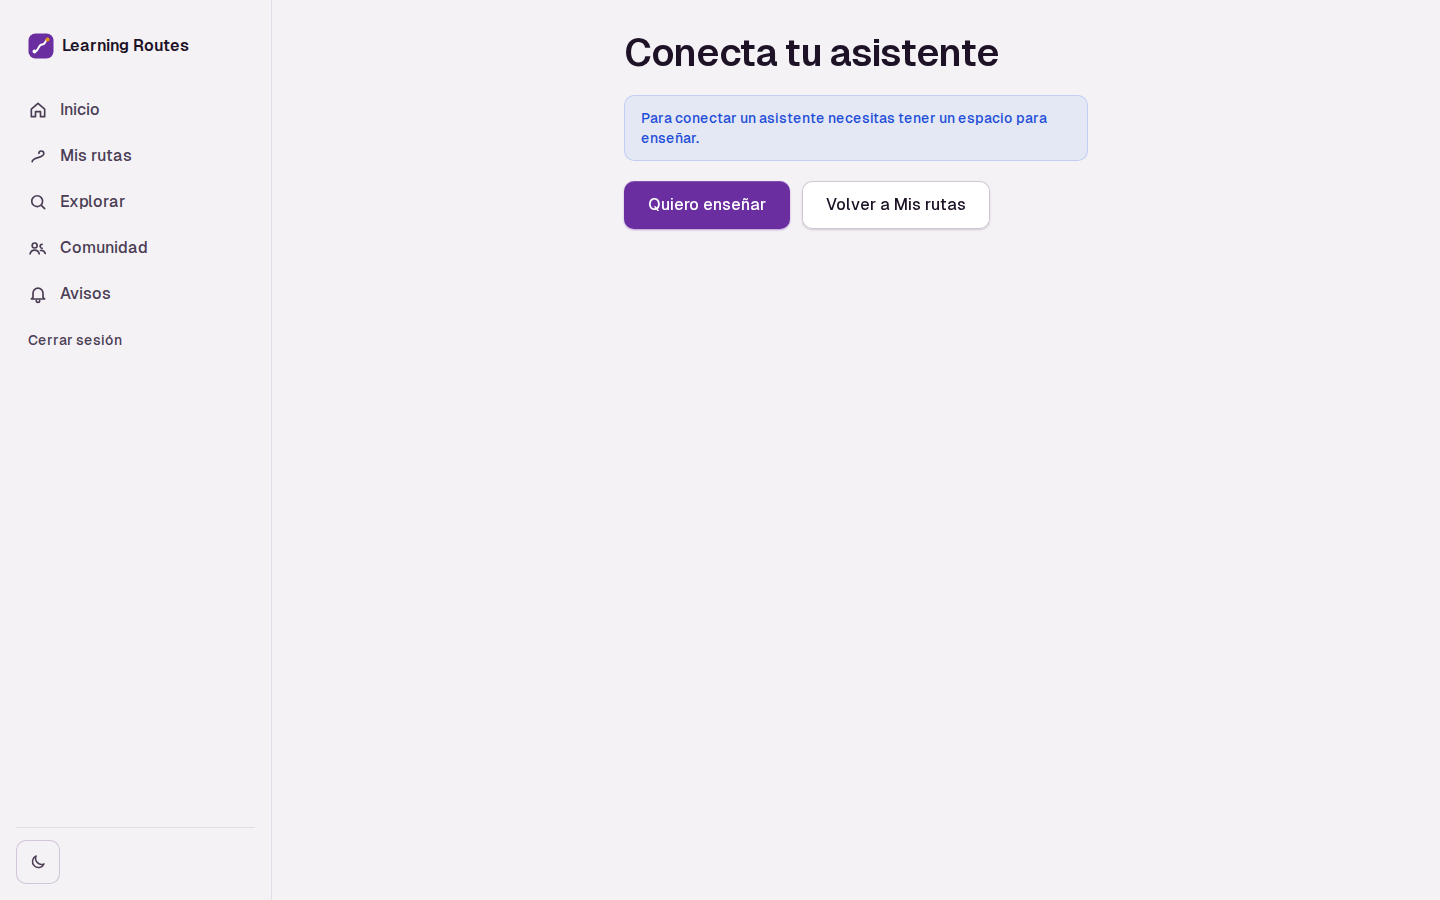 Learning Routes
Inicio
Mis rutas
Explorar
Comunidad
Avisos
Cerrar sesión
Conecta tu asistente
Para conectar un asistente necesitas tener un espacio para
enseñar.
Quiero enseñar
Volver a Mis rutas